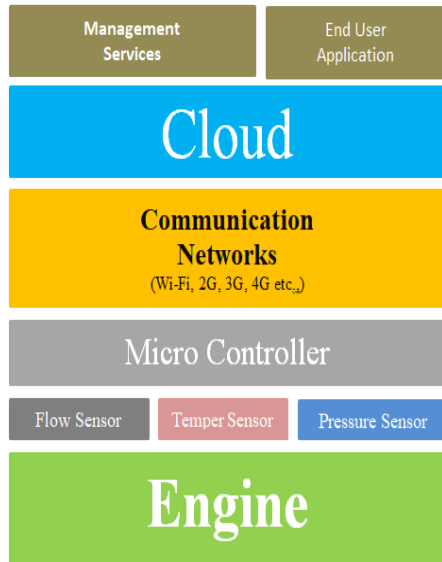 Management
Services
End User
Application
Cloud
Communication
Networks
(Wi-Fi, 2G, 3G, 4G etc.,)
Micro Controller
Flow Sensor
Temper Sensor
Pressure Sensor
Engine